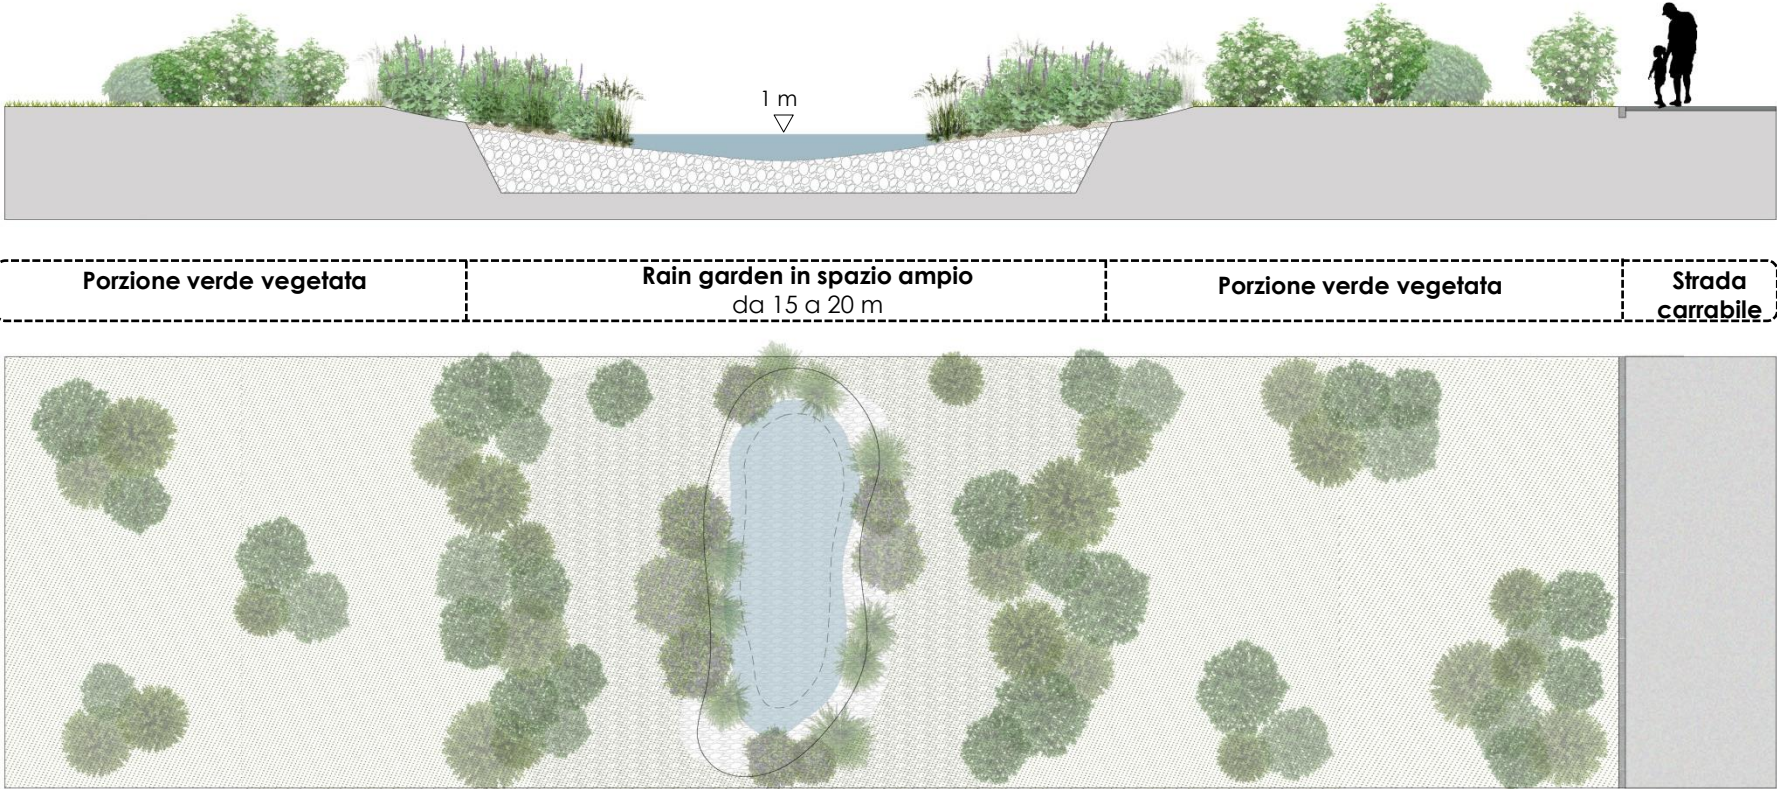 1 m
Porzione verde vegetata
Rain garden in spazio ampio
da 15 a 20 m
Porzione verde vegetata
Strada
carrabile